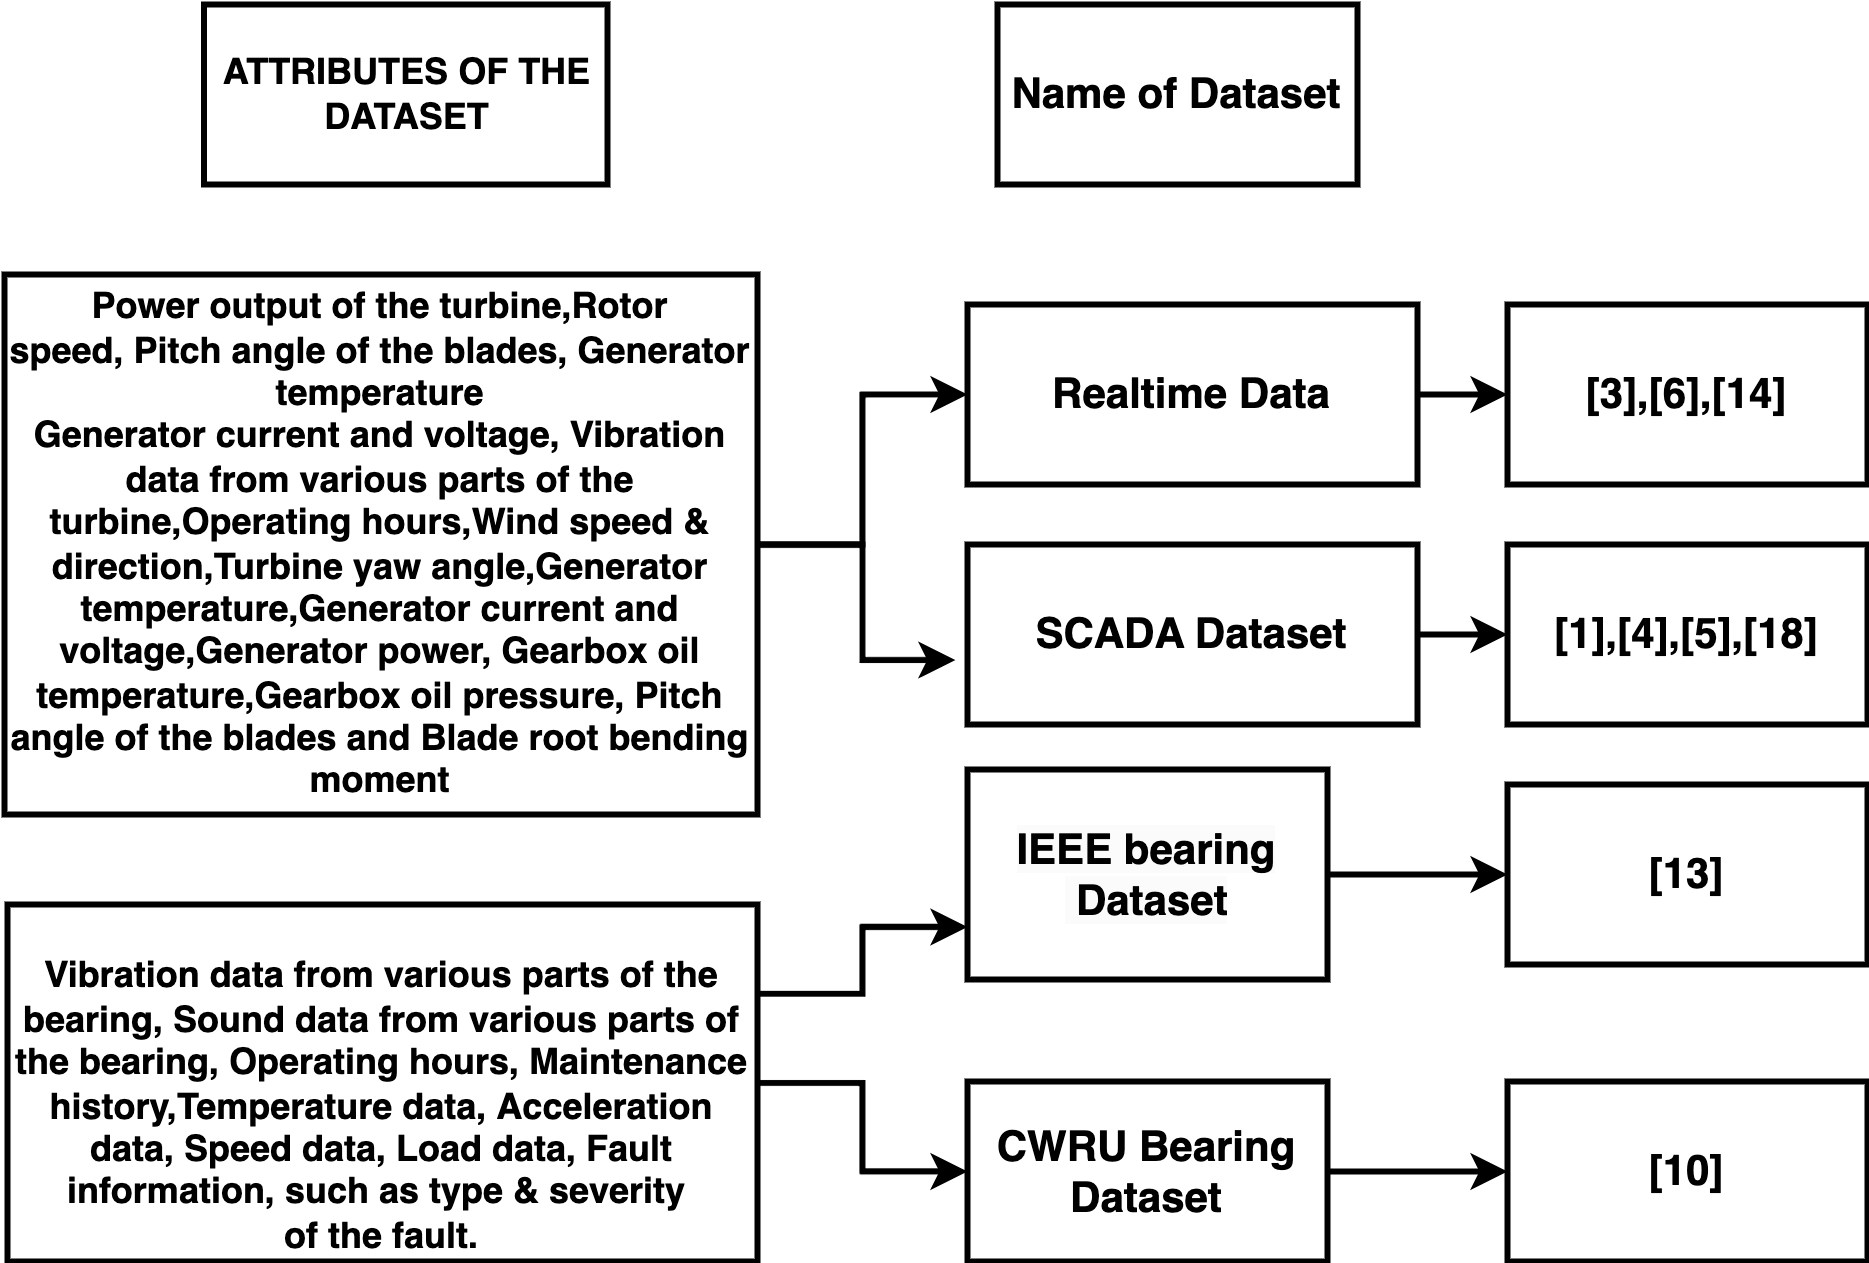 ATTRIBUTES OF THE
DATASET
Name of Dataset
Power output of the turbine,Rotor
speed, Pitch angle of the blades, Generator
temperature
Generator current and voltage, Vibration
data from various parts of the
turbine,Operating hours,Wind speed &
direction,Turbine yaw angle,Generator
temperature,Generator current and
voltage,Generator power, Gearbox oil
temperature,Gearbox oil pressure, Pitch
angle of the blades and Blade root bending
moment
Realtime Data
[3],[6],[14]
SCADA Dataset
[1],[4],[5],[18]
Vibration data from various parts of the
bearing, Sound data from various parts of
the bearing, Operating hours, Maintenance
history,Temperature data, Acceleration
data, Speed data, Load data, Fault
information, such as type & severity
of the fault.
IEEE bearing
Dataset
[13]
CWRU Bearing
Dataset
[10]